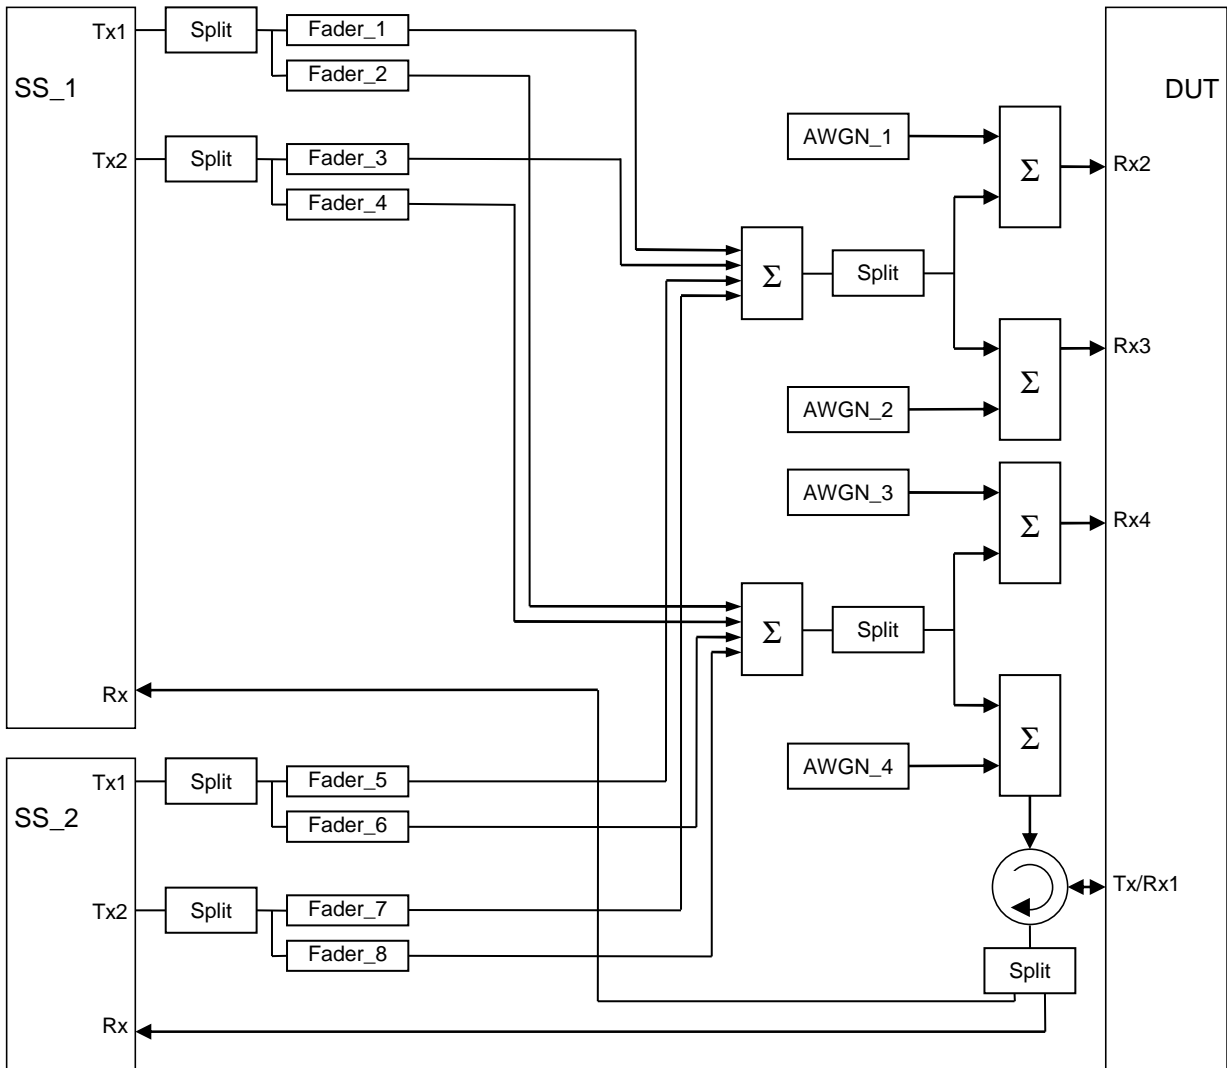 SS_1
Tx1
Split
Fader_1
Fader_2
Tx2
Split
Fader_3
Fader_4
Rx
SS_2
Tx1
Split
Fader_5
Fader_6
Tx2
Split
Fader_7
Fader_8
Rx
Σ
Split
Σ
Split
AWGN_1
Σ
AWGN_2
Σ
AWGN_3
Σ
AWGN_4
Σ
Split
DUT
Rx2
Rx3
Rx4
Tx/Rx1